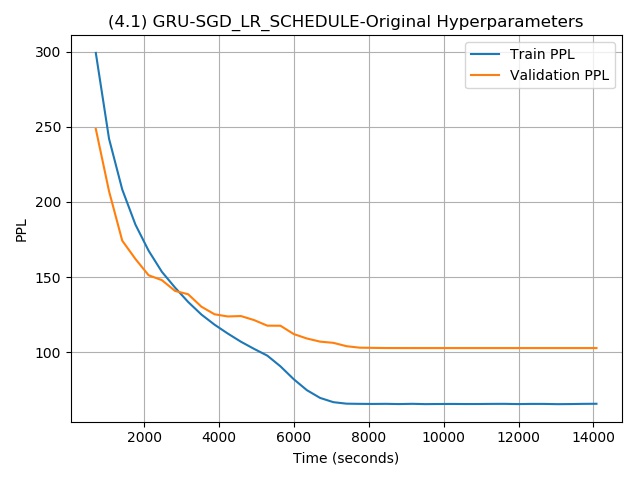 (4.1) GRU-SGD_LR_SCHEDULE-Original Hyperparameters
Train PPL
Validation PPL
300
250
200
150
100
PPL
2000 4000 6000 8000 10000 12000 14000
Time (seconds)